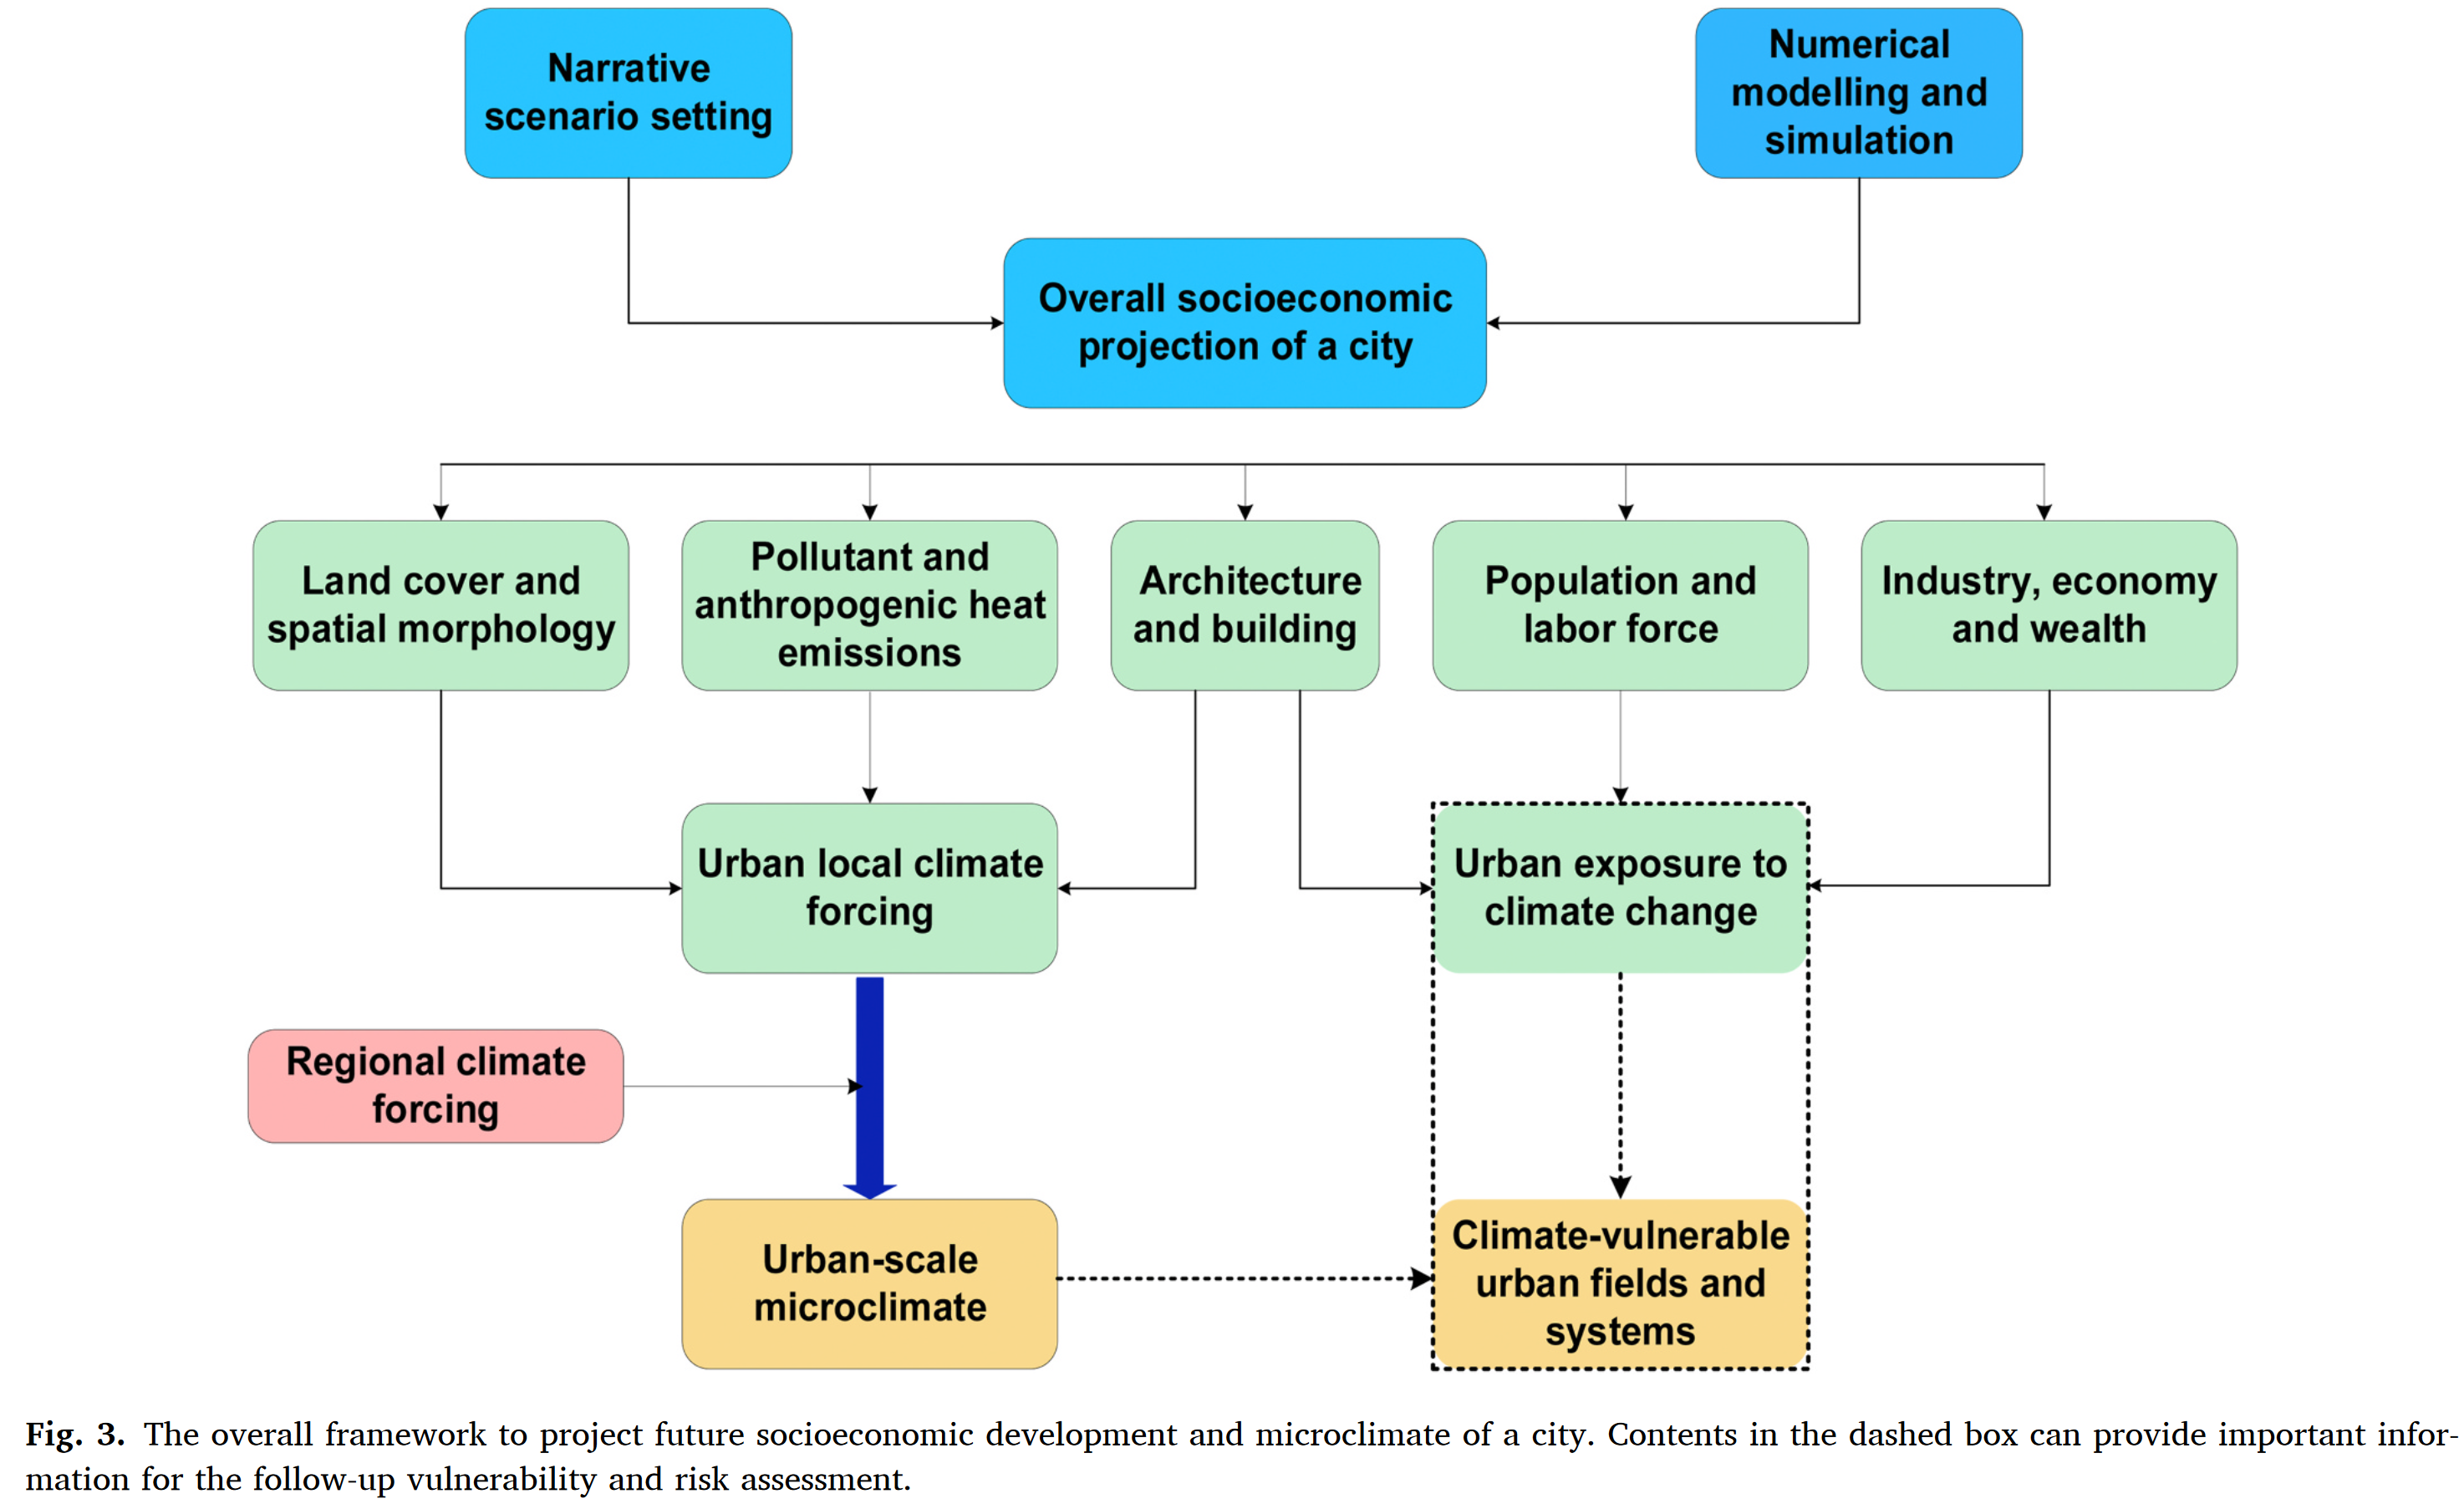 Narrative
scenario setting
Numerical
modelling and
simulation
Overall socioeconomic
projection of a city
Land cover and
spatial morphology
Pollutant and
anthropogenic heat
emissions
Architecture
and building
Population and
labor force
Industry, economy
and wealth
Urban local climate
forcing
Urban exposure to
climate change
Regional climate
forcing
Urban-scale
microclimate
Climate-vulnerable
urban fields and
systems
Fig. 3. The overall framework to project future socioeconomic development and microclimate of a city. Contents in the dashed box can provide important infor-
mation for the follow-up vulnerability and risk assessment.